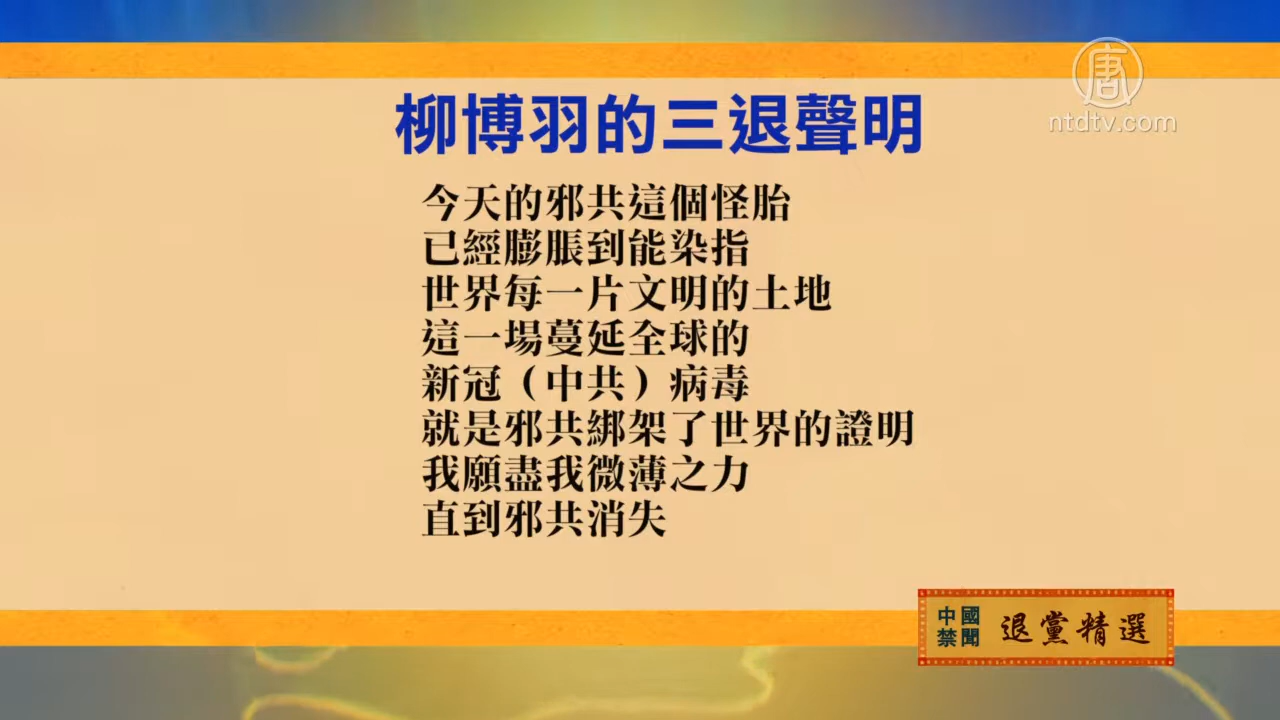 唐
ntdtv.com
柳博羽的三退聲明
今天的邪共這個怪胎
已經膨脹到能染指
世界每一片文明的土地
這一場蔓延全球的
新冠（中共）病毒
就是邪共綁架了世界的證明
我願盡我微薄之力
直到邪共消失
中國
禁聞
退黨精選